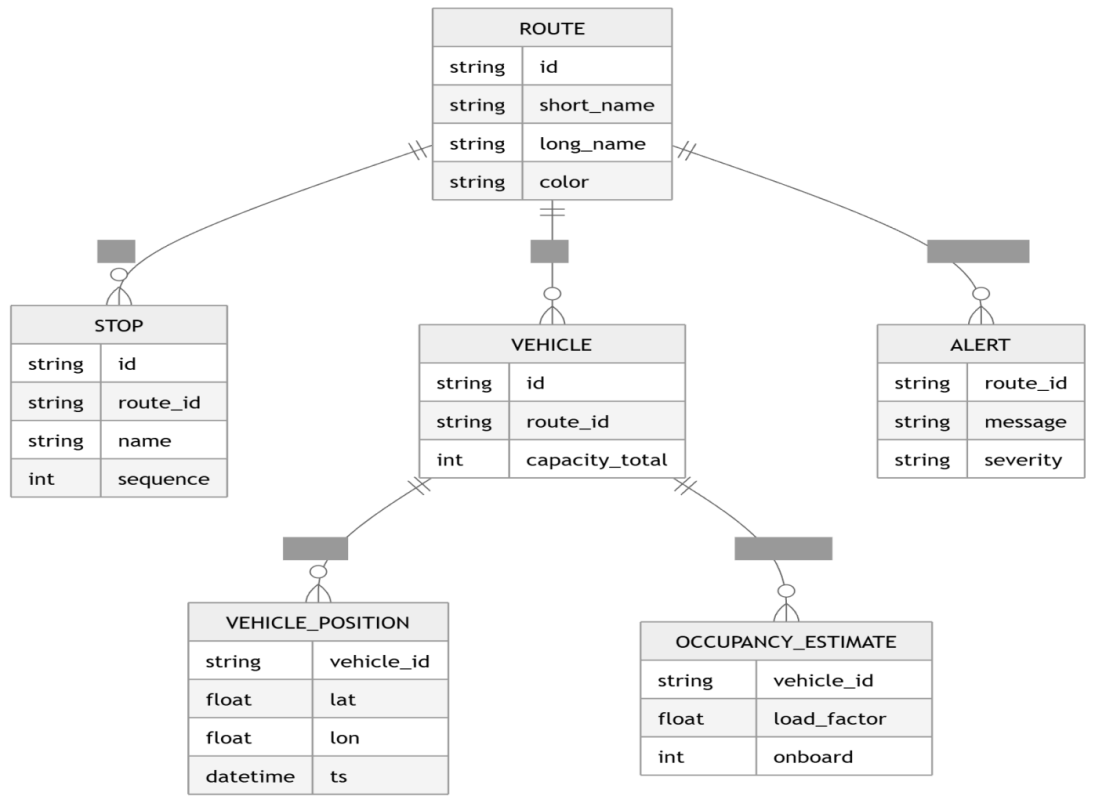 ROUTE
string id
string short_name
string long_name
string color
STOP
string id
string route_id
string name
int sequence
VEHICLE
string id
string route_id
int capacity_total
ALERT
string route_id
string message
string severity
VEHICLE_POSITION
string vehicle_id
float lat
float lon
datetime ts
OCCUPANCY_ESTIMATE
string vehicle_id
float load_factor
int onboard